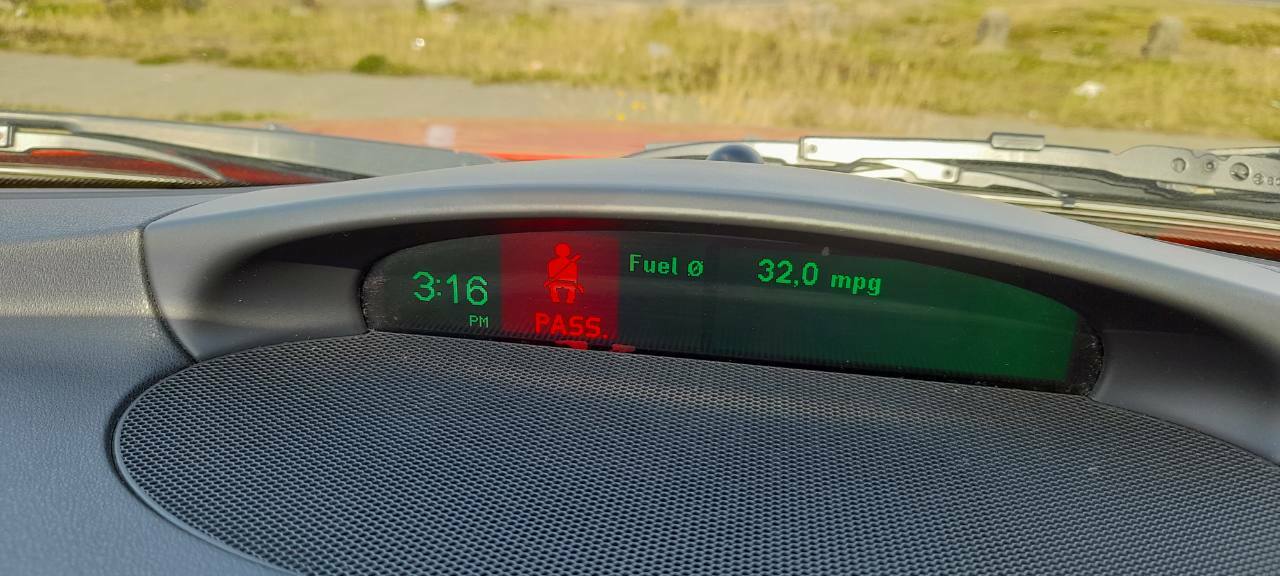 3:16
PM
PASS.
Fuel ø
32,0 mpg